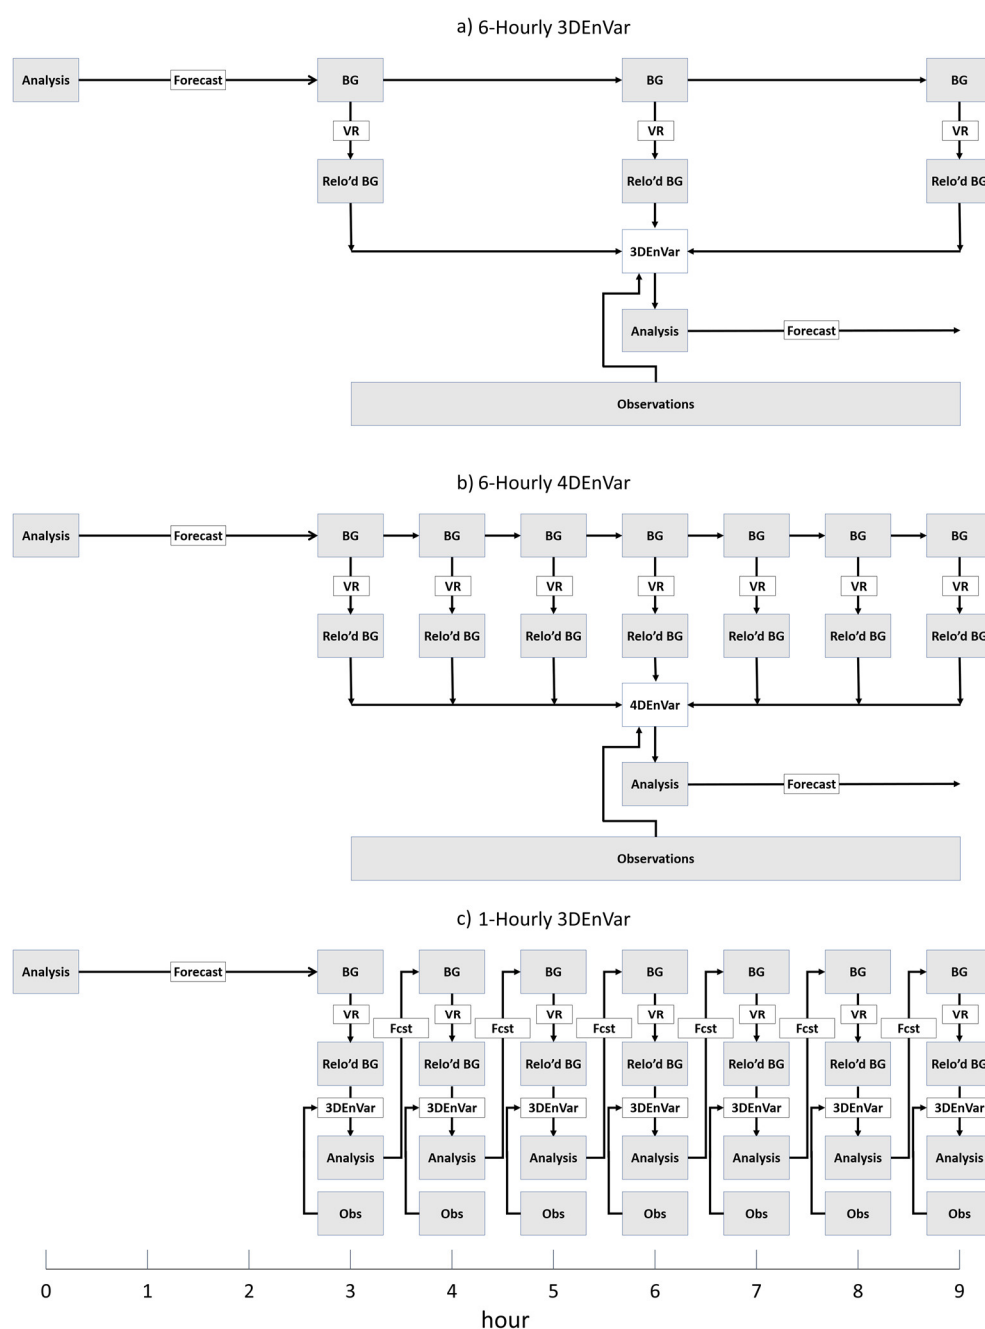 a) 6-Hourly 3DEnVar
Analysis Forecast BG BG BG
VR VR VR
Relo'd BG Relo'd BG Relo'd BG
3DEnVar
Analysis Forecast
Observations
b) 6-Hourly 4DEnVar
Analysis Forecast BG BG BG BG BG BG BG
VR VR VR VR VR VR VR
Relo'd BG Relo'd BG Relo'd BG Relo'd BG Relo'd BG Relo'd BG Relo'd BG
4DEnVar
Analysis Forecast
Observations
c) 1-Hourly 3DEnVar
Analysis Forecast BG BG BG BG BG BG BG
VR VR VR VR VR VR VR
Fcst Fcst Fcst Fcst Fcst Fcst
Relo'd BG Relo'd BG Relo'd BG Relo'd BG Relo'd BG Relo'd BG Relo'd BG
3DEnVar 3DEnVar 3DEnVar 3DEnVar 3DEnVar 3DEnVar 3DEnVar
Analysis Analysis Analysis Analysis Analysis Analysis Analysis
Obs Obs Obs Obs Obs Obs Obs
0 1 2 3 4 5 6 7 8 9
hour